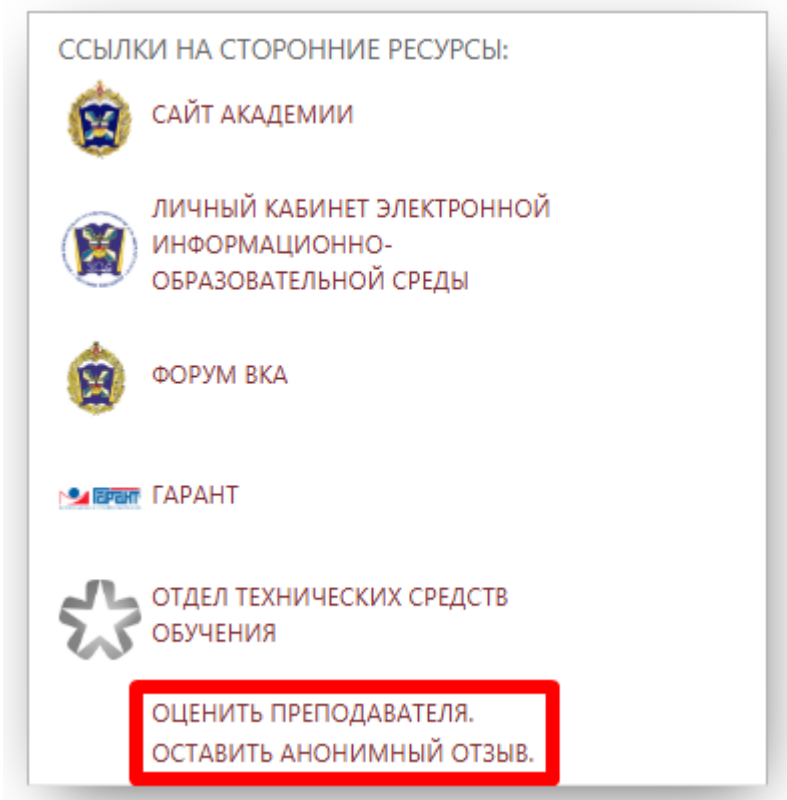 ССЫЛКИ НА СТОРОННИЕ РЕСУРСЫ:
САЙТ АКАДЕМИИ
ЛИЧНЫЙ КАБИНЕТ ЭЛЕКТРОННОЙ
ИНФОРМАЦИОННО-
ОБРАЗОВАТЕЛЬНОЙ СРЕДЫ
ФОРУМ ВКА
ГАРАНТ ГАРАНТ
ОТДЕЛ ТЕХНИЧЕСКИХ СРЕДСТВ
ОБУЧЕНИЯ
ОЦЕНИТЬ ПРЕПОДАВАТЕЛЯ.
ОСТАВИТЬ АНОНИМНЫЙ ОТЗЫВ.